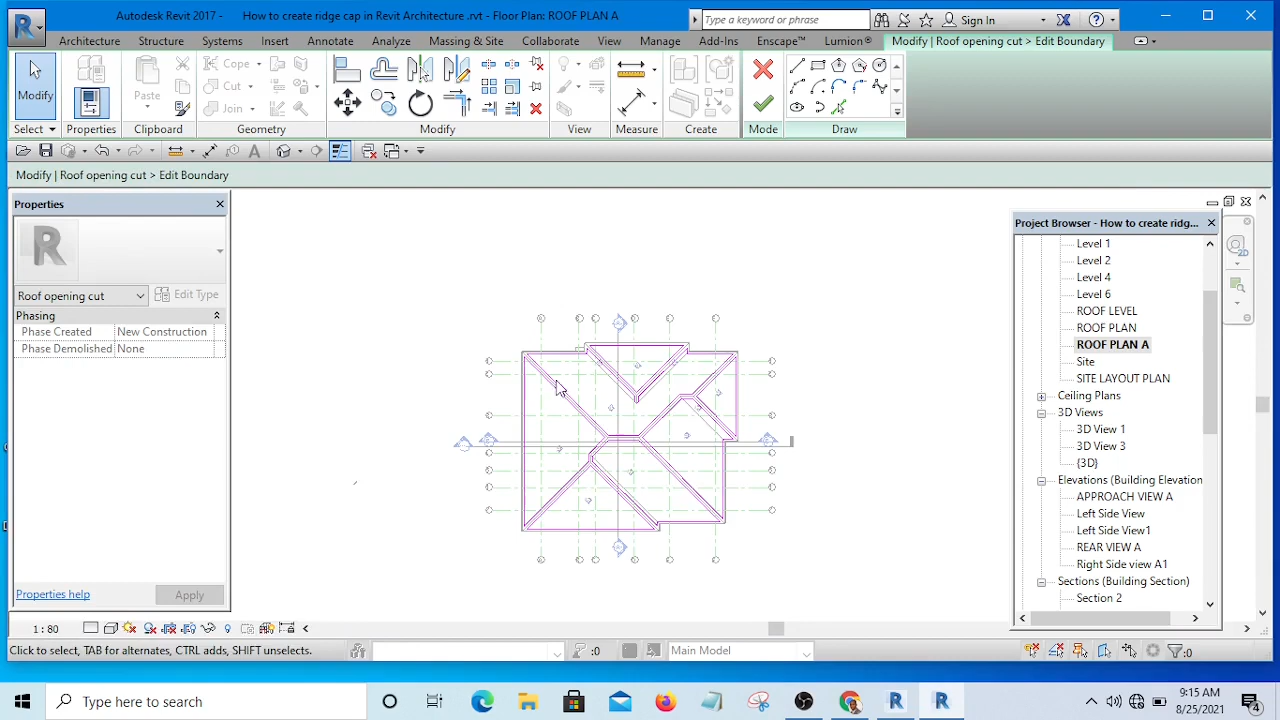 Autodesk Revit 2017 - How to create ridge cap in Revit Architecture .rvt - Floor Plan: ROOF PLAN A
Type a keyword or phrase
Sign In
Architecture Structure Systems Insert Annotate Analyze Massing & Site Collaborate View Manage Add-Ins Enscape™ Lumion® Modify | Roof opening cut > Edit Boundary
Modify
Paste
Cope
Cut
Join
Select Properties Clipboard Geometry Modify View Measure Create Mode Draw
Modify | Roof opening cut > Edit Boundary
Properties
Roof opening cut
Edit Type
Phasing
Phase Created New Construction
Phase Demolished None
Properties help
Apply
Project Browser - How to create ridg...
Level 1
Level 2
Level 4
Level 6
ROOF LEVEL
ROOF PLAN
ROOF PLAN A
Site
SITE LAYOUT PLAN
Ceiling Plans
3D Views
3D View 1
3D View 3
{3D}
Elevations (Building Elevation
APPROACH VIEW A
Left Side View
Left Side View1
REAR VIEW A
Right Side view A1
Sections (Building Section)
Section 2
2D
1 : 80
Click to select, TAB for alternates, CTRL adds, SHIFT unselects.
:0
Main Model
:0
Type here to search
9:15 AM
8/25/2021
4